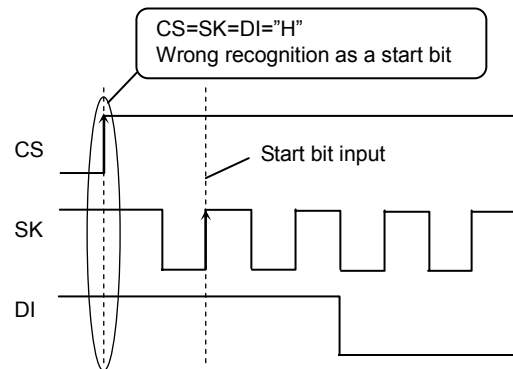 CS=SK=DI=”H”
Wrong recognition as a start bit
Start bit input
CS
SK
DI